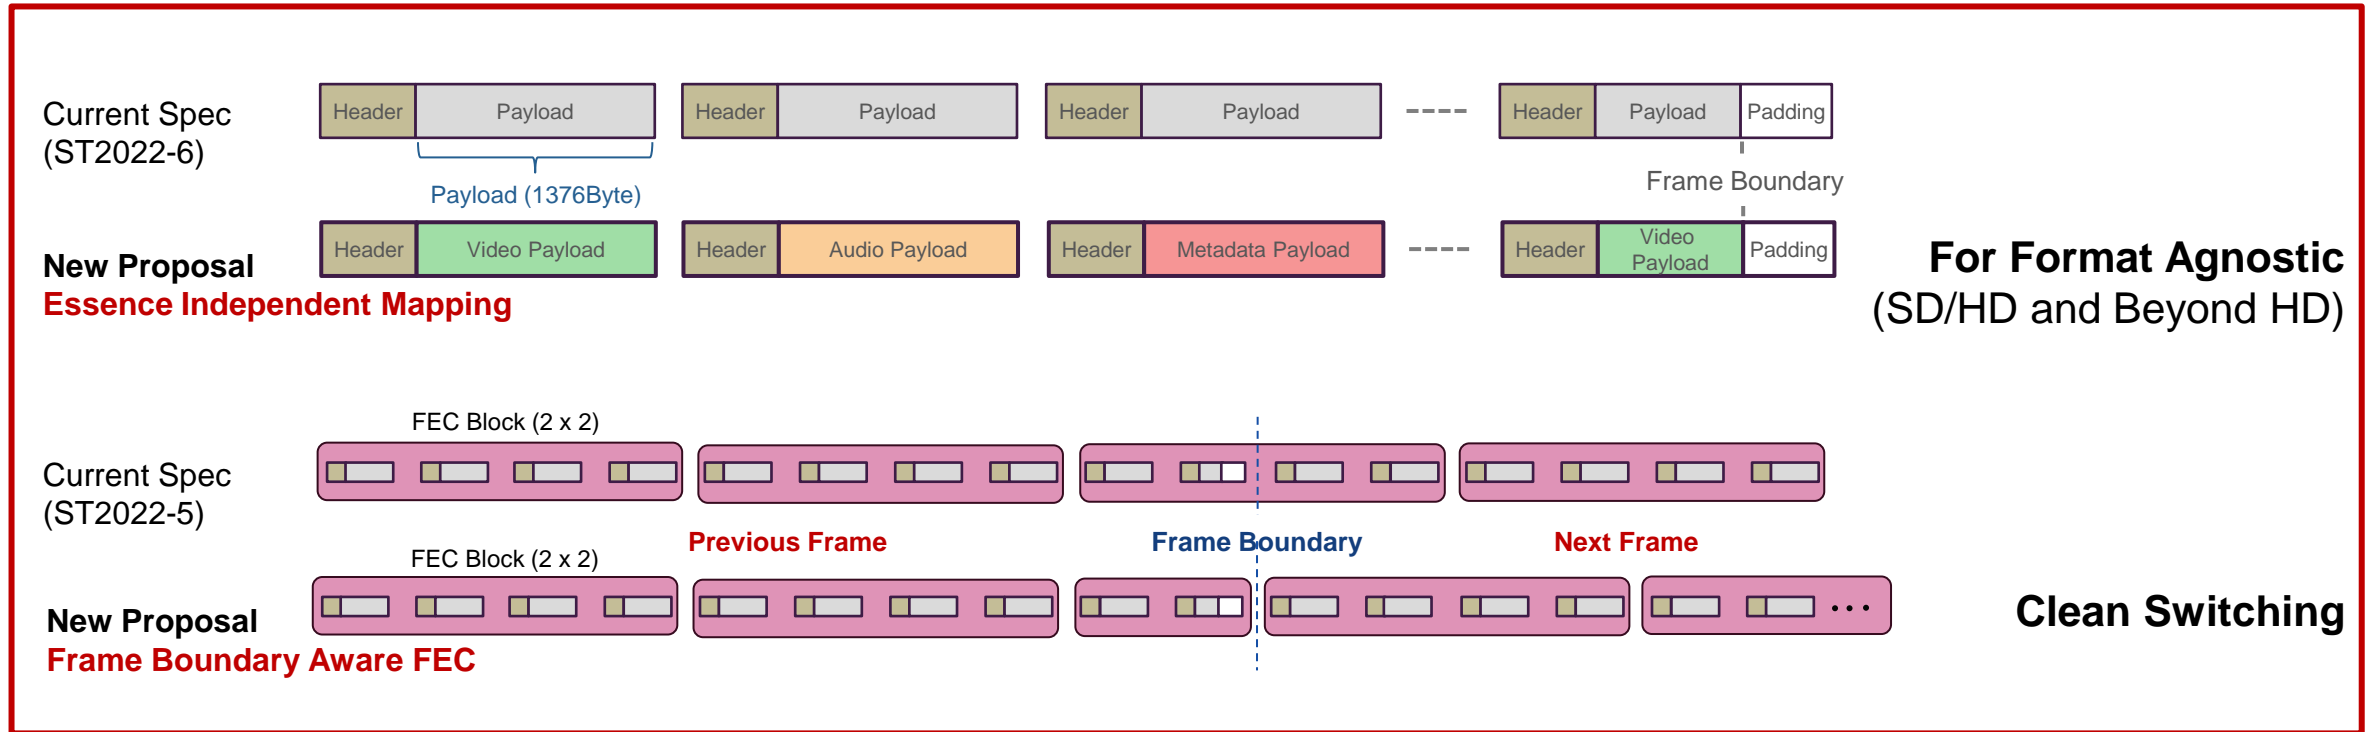 Current Spec
(ST2022-6)
Header Payload Header Payload Header Payload Header Payload Padding
Payload (1376Byte)
Frame Boundary
New Proposal
Essence Independent Mapping
Header Video Payload Header Audio Payload Header Metadata Payload Header Video
Payload Padding
For Format Agnostic
(SD/HD and Beyond HD)
FEC Block (2 x 2)
Current Spec
(ST2022-5)
Previous Frame Frame Boundary Next Frame
FEC Block (2 x 2)
New Proposal
Frame Boundary Aware FEC
...
Clean Switching